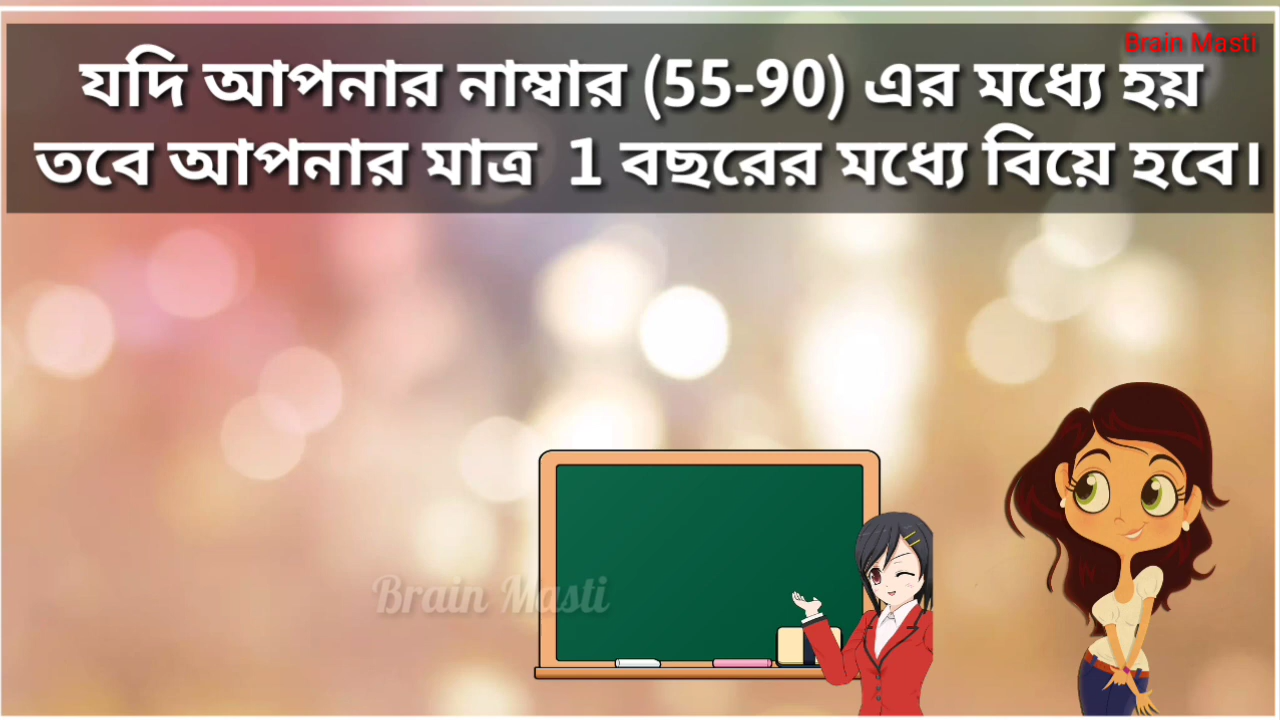 Brain Masti
যদি আপনার নাম্বার (55-90) এর মধ্যে হয়
তবে আপনার মাত্র 1 বছরের মধ্যে বিয়ে হবে।
Brain Masti